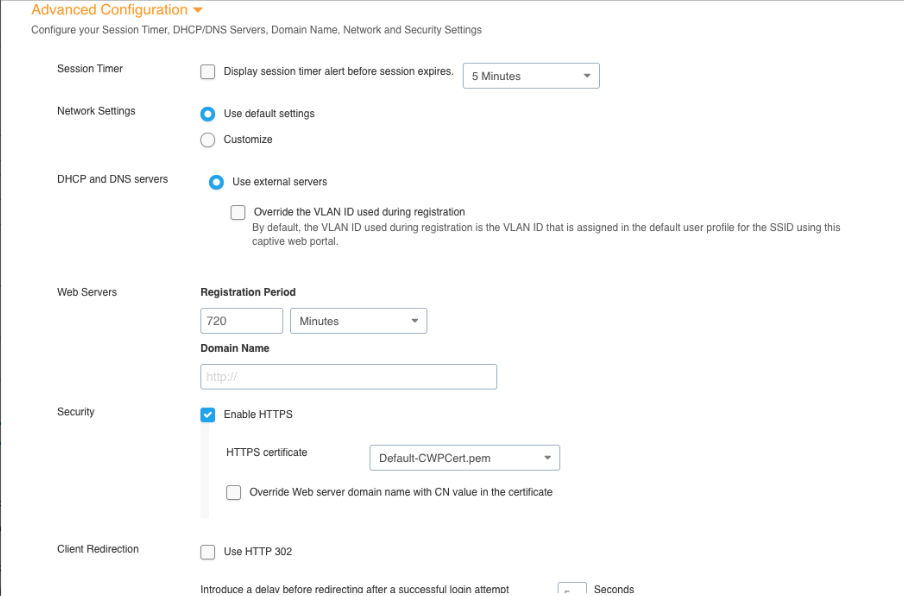 Advanced Configuration
Configure your Session Timer, DHCP/DNS Servers, Domain Name, Network and Security Settings
Session Timer
Display session timer alert before session expires.
5 Minutes
Network Settings
Use default settings
Customize
DHCP and DNS servers
Use external servers
Override the VLAN ID used during registration
By default, the VLAN ID used during registration is the VLAN ID that is assigned in the default user profile for the SSID using this
captive web portal.
Web Servers
Registration Period
720
Minutes
Domain Name
http://
Security
Enable HTTPS
HTTPS certificate
Default-CWPCert.pem
Override Web server domain name with CN value in the certificate
Client Redirection
Use HTTP 302
Introduce a delay before redirecting after a successful login attempt
Seconds